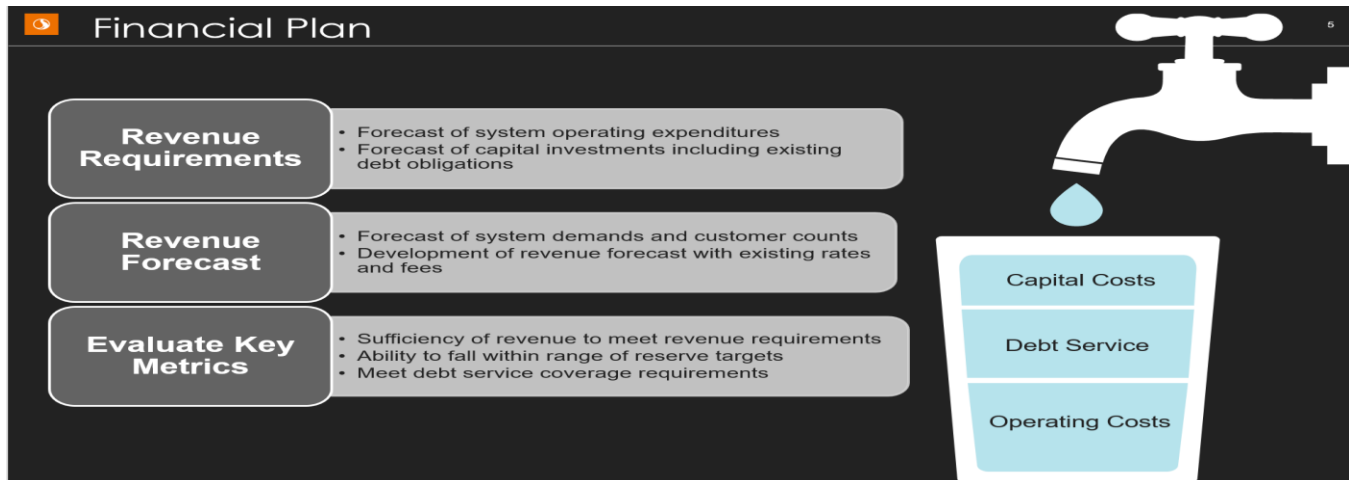 Financial Plan
5
Revenue
Requirements
• Forecast of system operating expenditures
• Forecast of capital investments including existing
debt obligations
Revenue
Forecast
• Forecast of system demands and customer counts
• Development of revenue forecast with existing rates
and fees
Evaluate Key
Metrics
• Sufficiency of revenue to meet revenue requirements
• Ability to fall within range of reserve targets
• Meet debt service coverage requirements
Capital Costs
Debt Service
Operating Costs